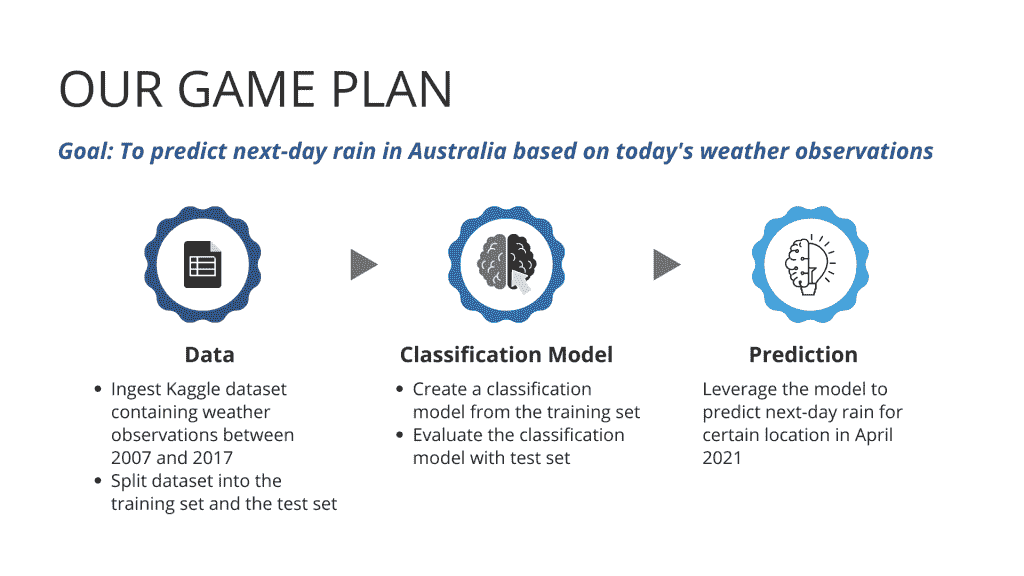 OUR GAME PLAN
Goal: To predict next-day rain in Australia based on today's weather observations
Data
• Ingest Kaggle dataset
containing weather
observations between
2007 and 2017
• Split dataset into the
training set and the test set
Classification Model
• Create a classification
model from the training set
• Evaluate the classification
model with test set
Prediction
Leverage the model to
predict next-day rain for
certain location in April
2021